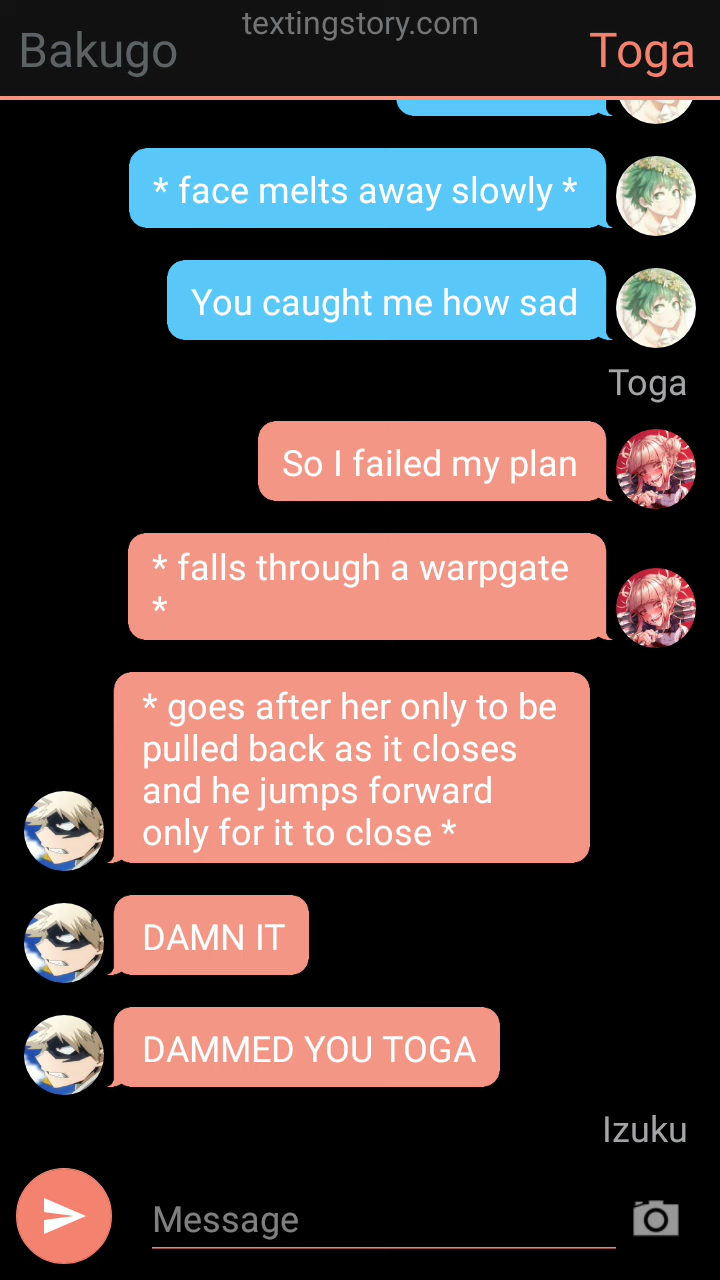 textingstory.com
Bakugo
Toga
* face melts away slowly *
You caught me how sad
Toga
So I failed my plan
* falls through a warpgate
*
* goes after her only to be
pulled back as it closes
and he jumps forward
only for it to close *
DAMN IT
DAMMED YOU TOGA
Izuku
Message